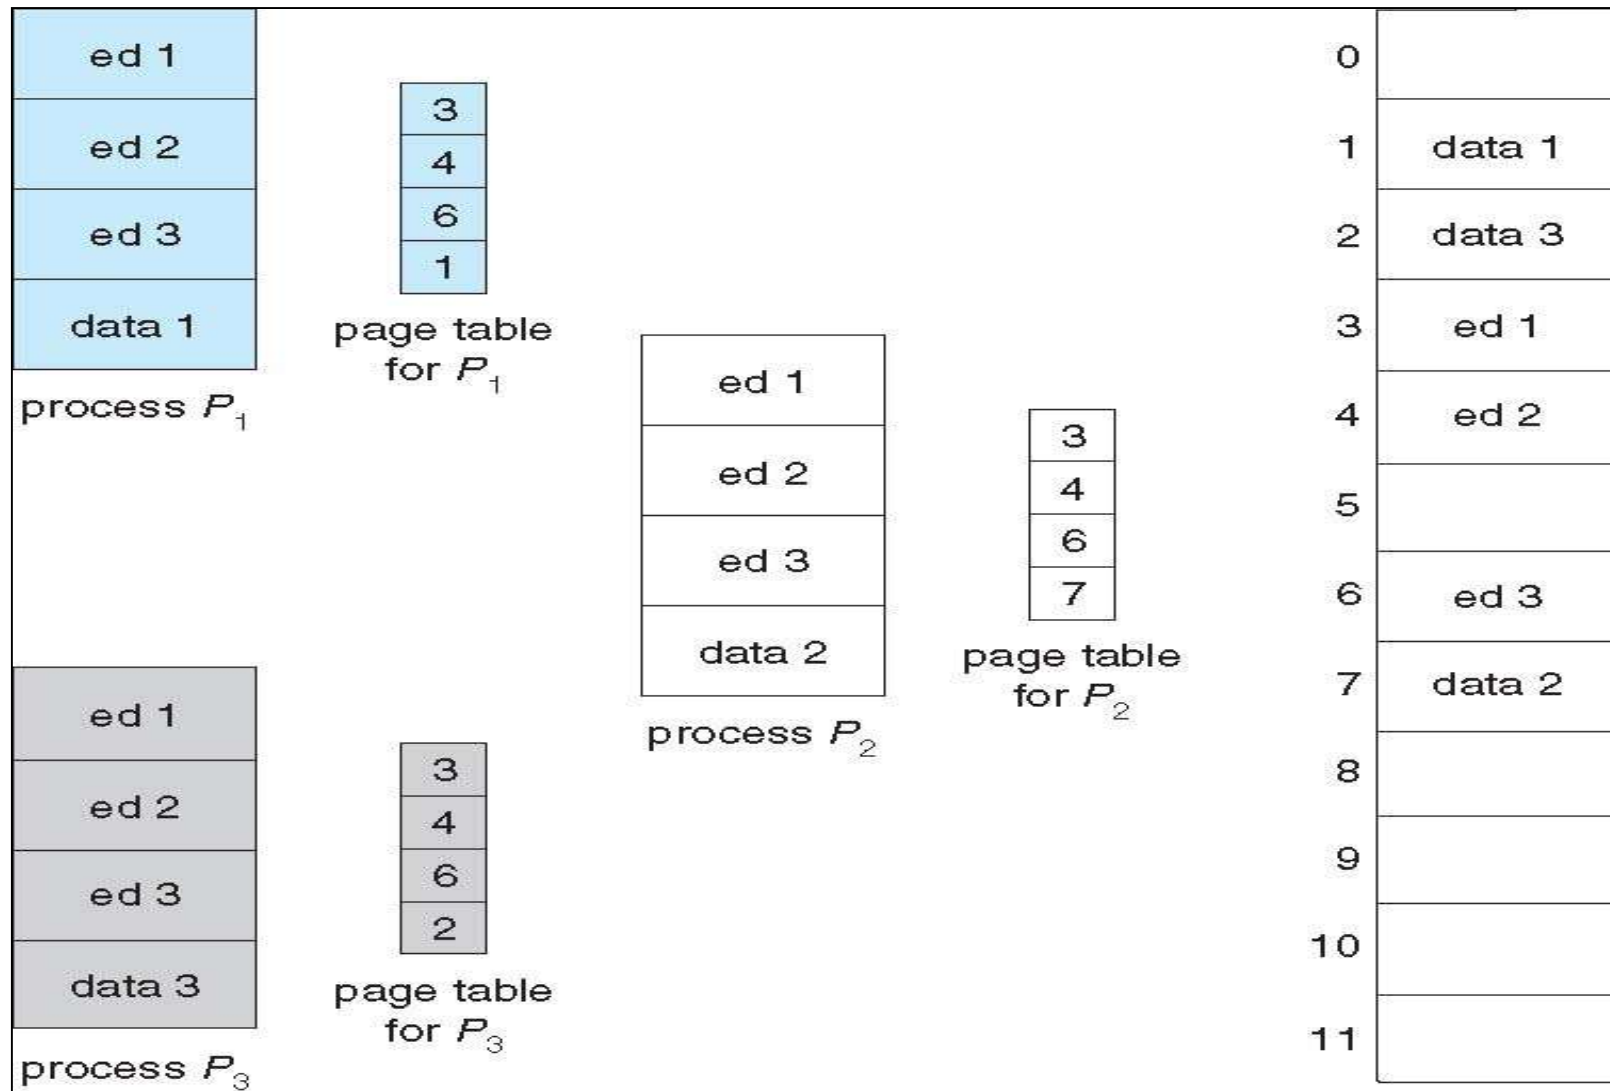 ed 1
ed 2
ed 3
data 1
process P1
3
4
6
1
page table
for P1
ed 1
ed 2
ed 3
data 2
process P2
3
4
6
7
page table
for P2
ed 1
ed 2
ed 3
data 3
process P3
3
4
6
2
page table
for P3
0
1 data 1
2 data 3
3 ed 1
4 ed 2
5
6 ed 3
7 data 2
8
9
10
11